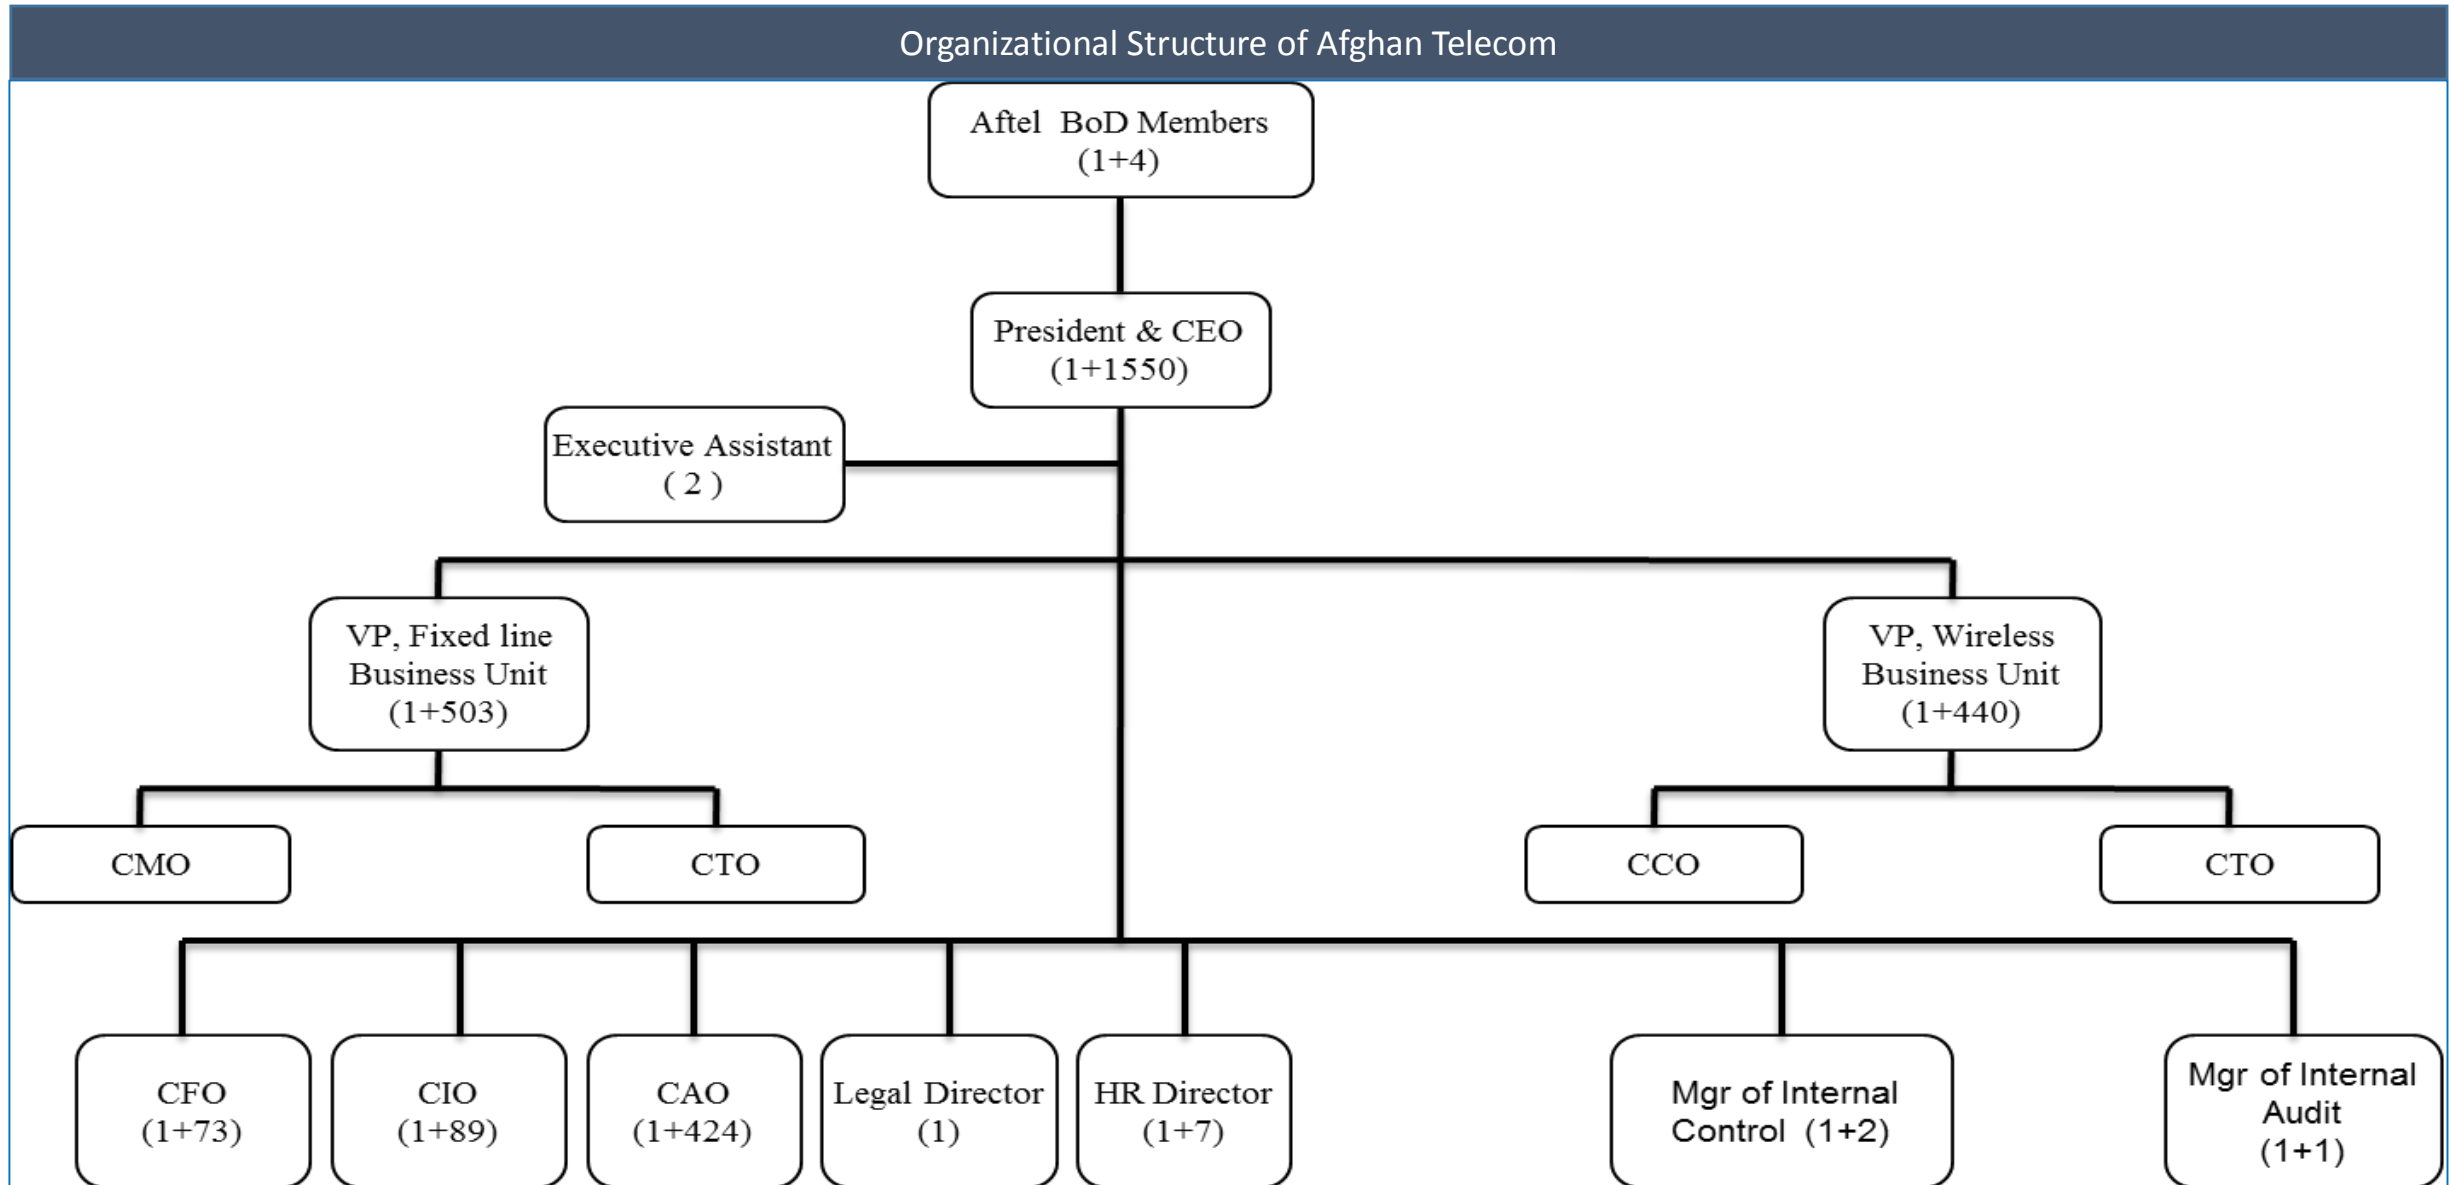 Organizational Structure of Afghan Telecom
Aftel BoD Members
(1+4)
President & CEO
(1+1550)
Executive Assistant
( 2 )
VP, Fixed line
Business Unit
(1+503)
VP, Wireless
Business Unit
(1+440)
CMO
CTO
CCO
CTO
CFO
(1+73)
CIO
(1+89)
CAO
(1+424)
Legal Director
(1)
HR Director
(1+7)
Mgr of Internal
Control (1+2)
Mgr of Internal
Audit
(1+1)